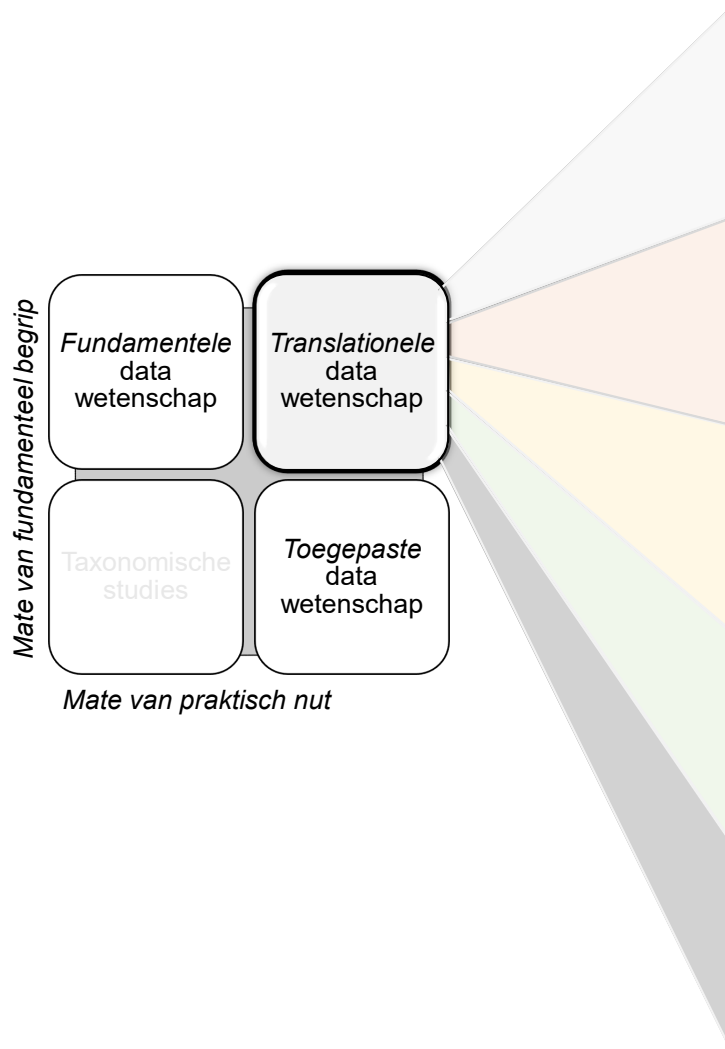 Mate van fundamenteel begrip
Fundamentele
data
wetenschap
Translationele
data
wetenschap
Taxonomische
studies
Toegepaste
data
wetenschap
Mate van praktisch nut